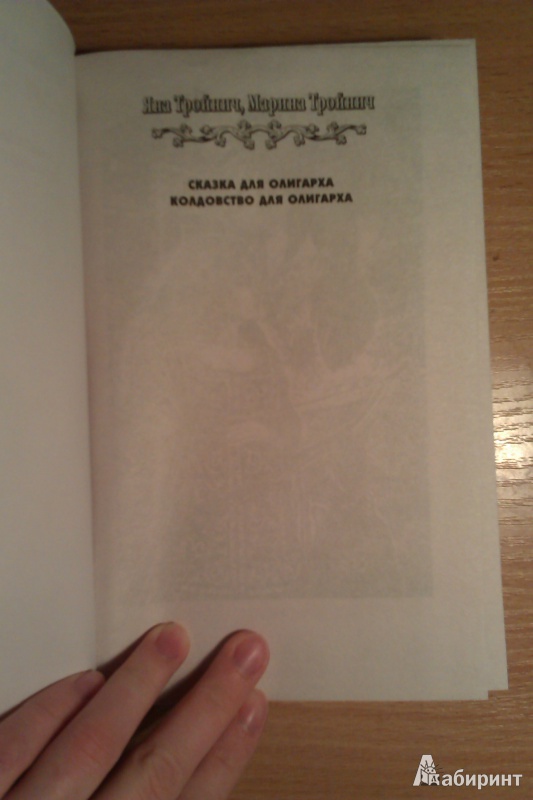 Яна Тройнич, Марина Тройнич
СКАЗКА ДЛЯ ОЛИГАРХА
КОЛДОВСТВО ДЛЯ ОЛИГАРХА
Лабиринт